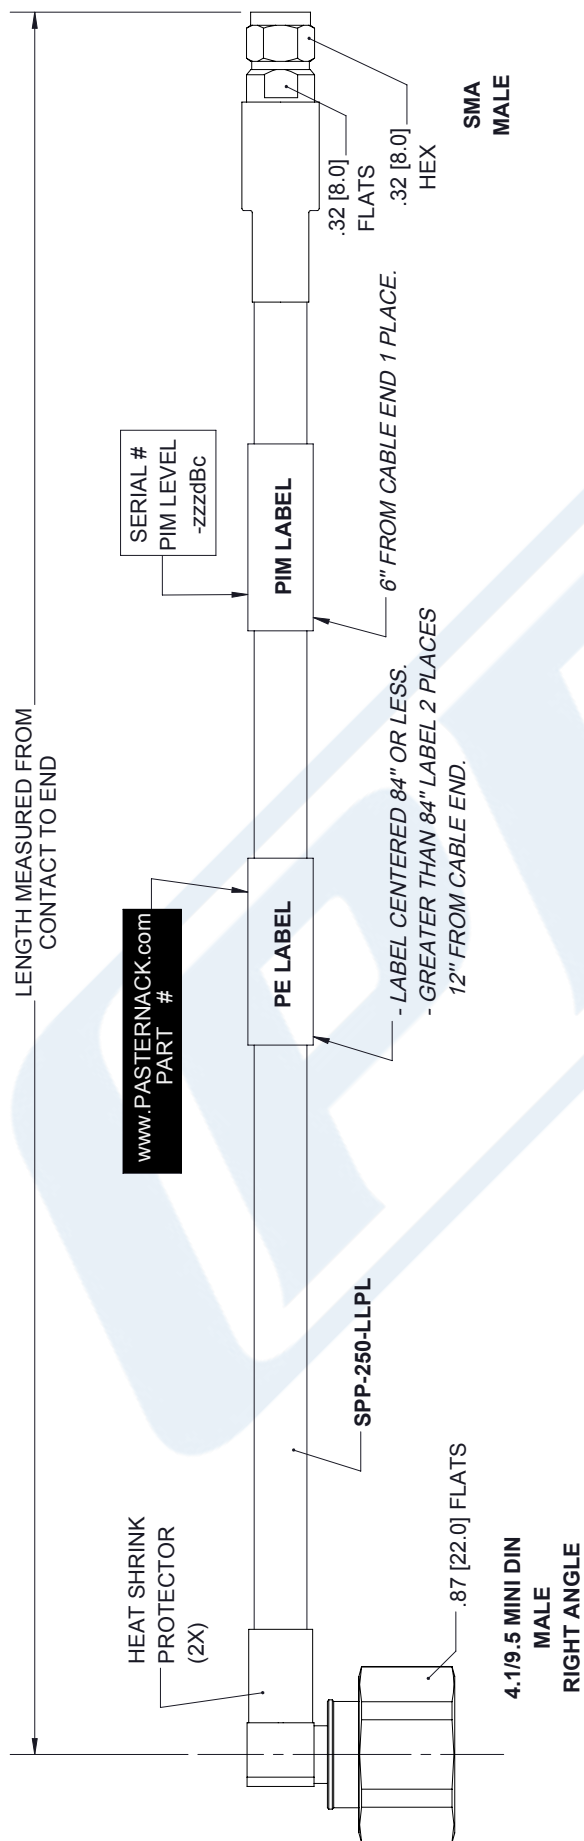 LENGTH MEASURED FROM
CONTACT TO END
HEAT SHRINK
PROTECTOR
(2X)
www.PASTERNACK.com
PART #
SERIAL #
PIM LEVEL
-zzzdBc
PE LABEL
PIM LABEL
SPP-250-LLPL
- LABEL CENTERED 84" OR LESS.
- GREATER THAN 84" LABEL 2 PLACES
12" FROM CABLE END.
6" FROM CABLE END 1 PLACE.
.32 [8.0]
FLATS
.32 [8.0]
HEX
SMA
MALE
.87 [22.0] FLATS
4.1/9.5 MINI DIN
MALE
RIGHT ANGLE